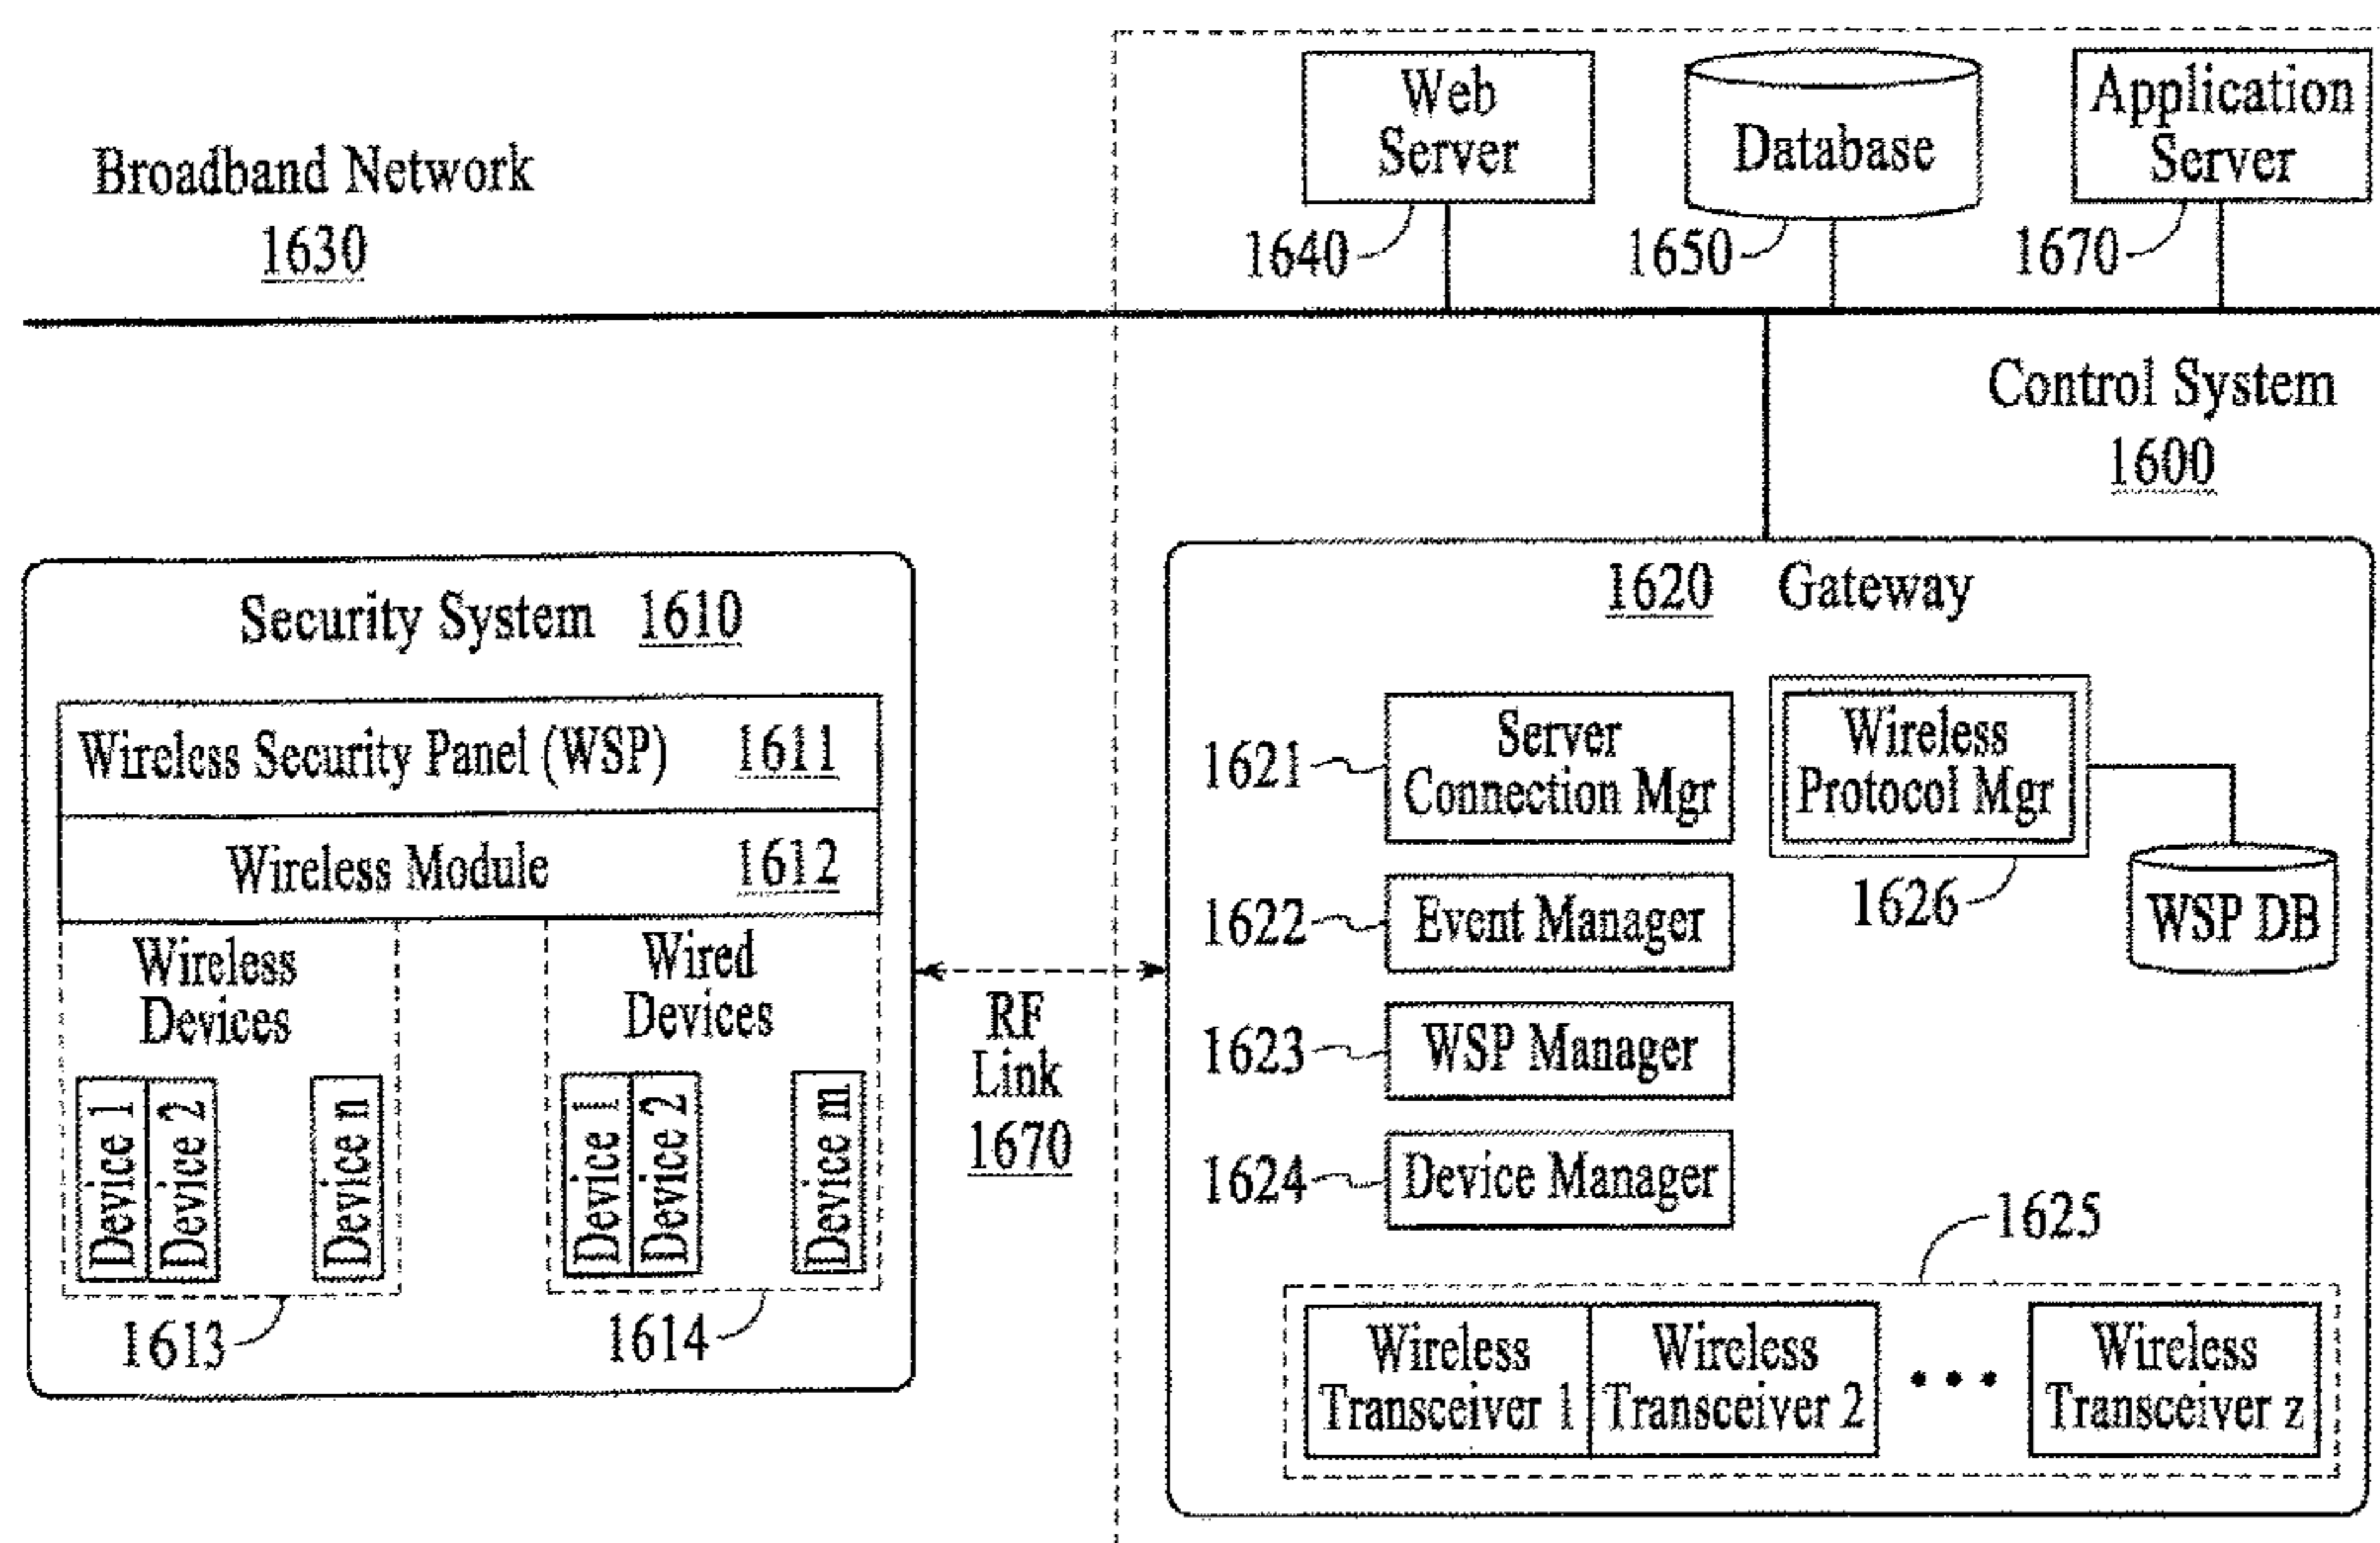 Web
Server
1640
Database
1650
Application
Server
1670
Broadband Network
1630
Control System
1600
Security System 1610
Wireless Security Panel (WSP) 1611
Wireless Module 1612
Wireless
Devices
Device 1
Device 2
Device n
1613
Wired
Devices
Device 1
Device 2
Device m
1614
RF
Link
1670
1620 Gateway
1621
Server
Connection Mgr
Wireless
Protocol Mgr
1626
WSP DB
1622
Event Manager
1623
WSP Manager
1624
Device Manager
1625
Wireless
Transceiver 1
Wireless
Transceiver 2
• • •
Wireless
Transceiver z